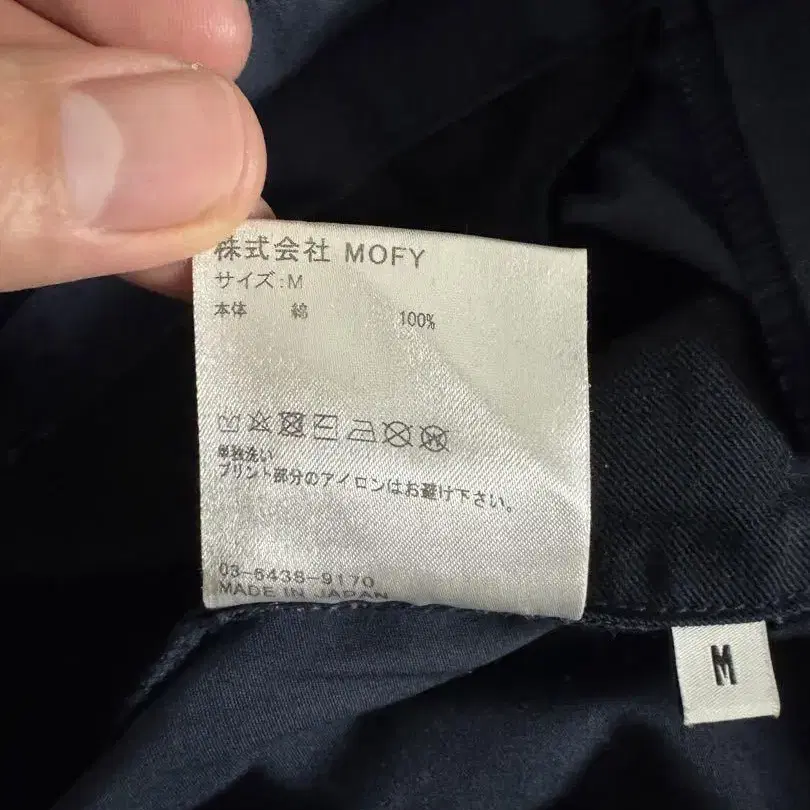 株式会社 MOFY
サイズ:M
本体 綿 100%
単独洗い
プリント部分のアイロンはお避け下さい。
03-6438-9170
MADE IN JAPAN
M